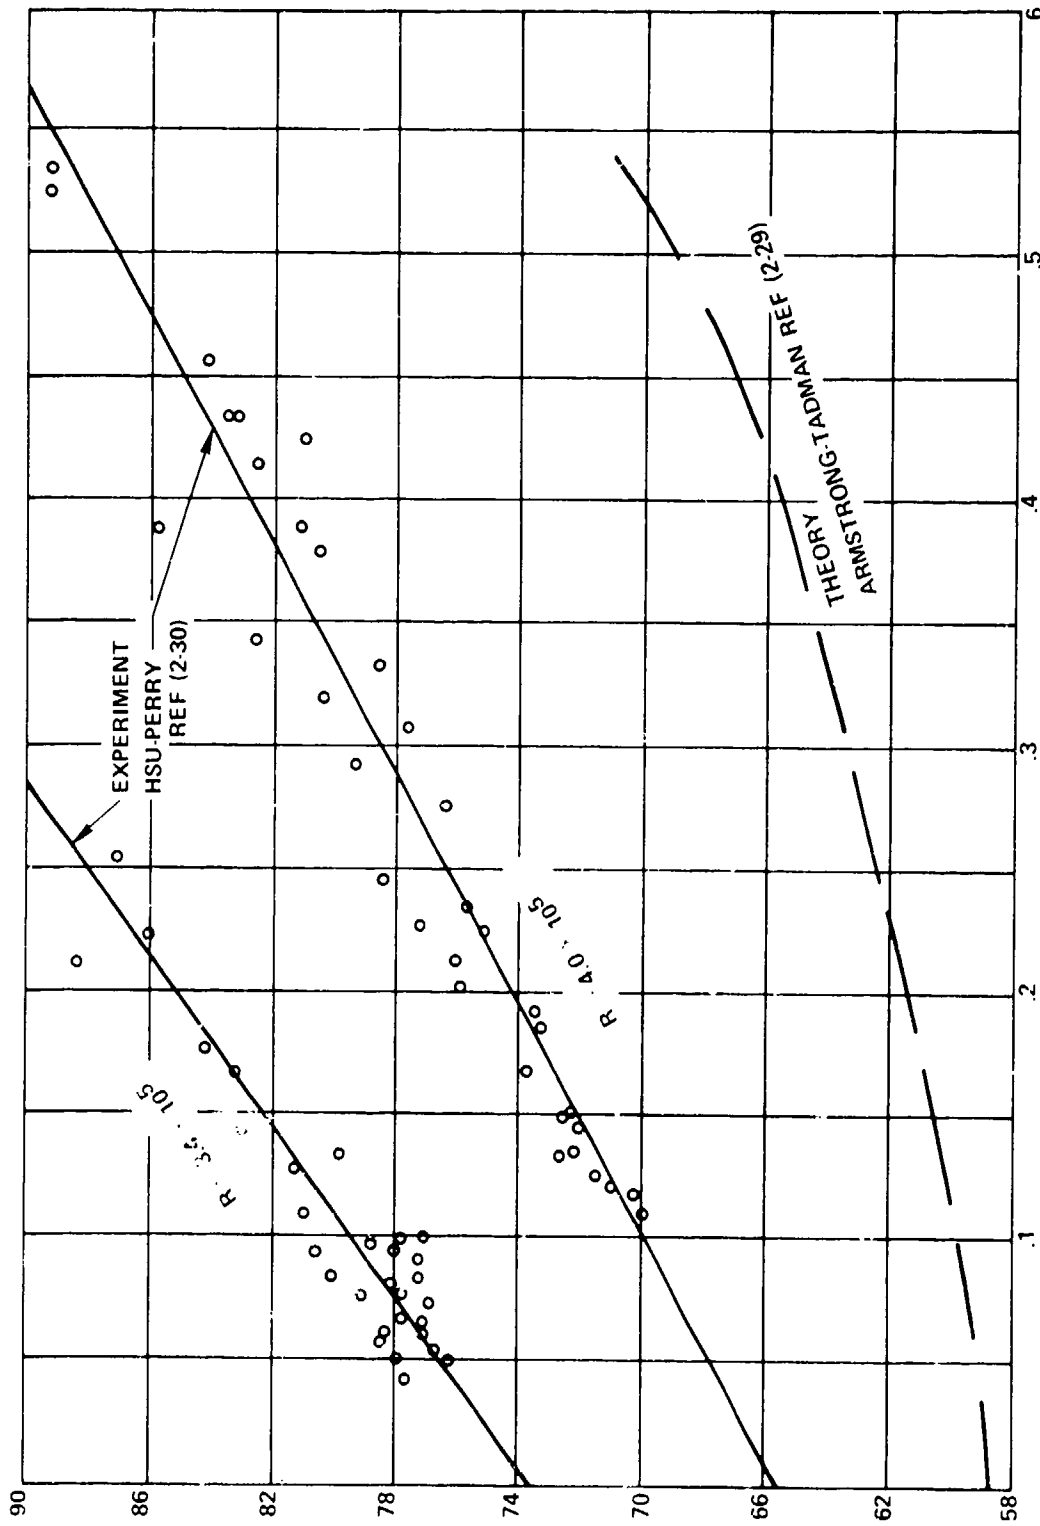 90
86
82
78
74
70
66
62
58
.1
.2
.3
.4
.5
.6
EXPERIMENT
HSU-PERRY
REF (2-30)
R 10⁵
R 4.0 10⁵
THEORY
ARMSTRONG-TADMAN REF (2-29)